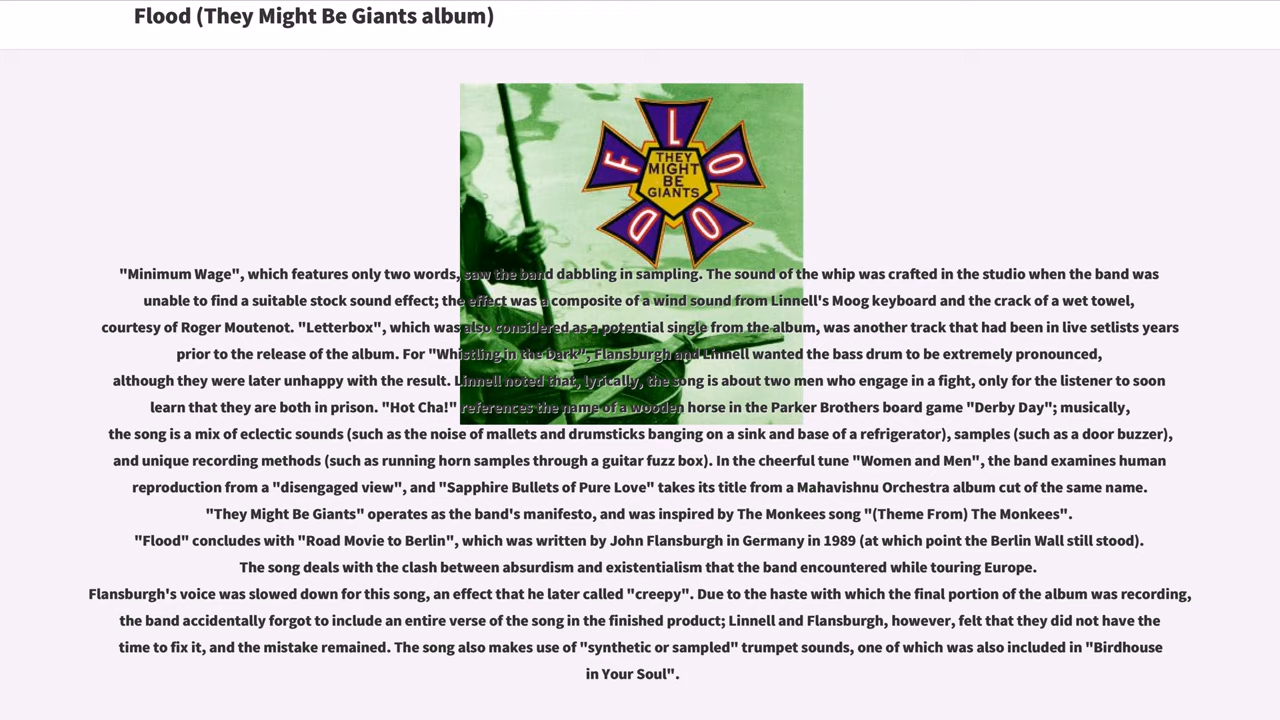 Flood (They Might Be Giants album)
FLOOD
THEY
MIGHT
BE
GIANTS
"Minimum Wage", which features only two words, saw the band dabbling in sampling. The sound of the whip was crafted in the studio when the band was
unable to find a suitable stock sound effect; the effect was a composite of a wind sound from Linnell's Moog keyboard and the crack of a wet towel,
courtesy of Roger Moutenot. "Letterbox", which was also considered as a potential single from the album, was another track that had been in live setlists years
prior to the release of the album. For "Whistling in the Dark", Flansburgh and Linnell wanted the bass drum to be extremely pronounced,
although they were later unhappy with the result. Linnell noted that, lyrically, the song is about two men who engage in a fight, only for the listener to soon
learn that they are both in prison. "Hot Cha!" references the name of a wooden horse in the Parker Brothers board game "Derby Day"; musically,
the song is a mix of eclectic sounds (such as the noise of mallets and drumsticks banging on a sink and base of a refrigerator), samples (such as a door buzzer),
and unique recording methods (such as running horn samples through a guitar fuzz box). In the cheerful tune "Women and Men", the band examines human
reproduction from a "disengaged view", and "Sapphire Bullets of Pure Love" takes its title from a Mahavishnu Orchestra album cut of the same name.
"They Might Be Giants" operates as the band's manifesto, and was inspired by The Monkees song "(Theme From) The Monkees".
"Flood" concludes with "Road Movie to Berlin", which was written by John Flansburgh in Germany in 1989 (at which point the Berlin Wall still stood).
The song deals with the clash between absurdism and existentialism that the band encountered while touring Europe.
Flansburgh's voice was slowed down for this song, an effect that he later called "creepy". Due to the haste with which the final portion of the album was recording,
the band accidentally forgot to include an entire verse of the song in the finished product; Linnell and Flansburgh, however, felt that they did not have the
time to fix it, and the mistake remained. The song also makes use of "synthetic or sampled" trumpet sounds, one of which was also included in "Birdhouse
in Your Soul".